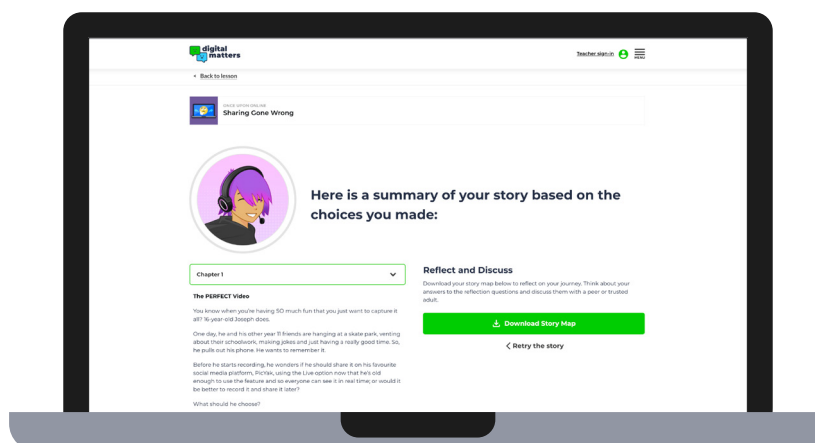 digital
matters
Teacher sign-in
MENU
Back to lesson
ONCE UPON ONLINE
Sharing Gone Wrong
Here is a summary of your story based on the
choices you made:
Chapter 1
The PERFECT Video
You know when you're having SO much fun that you just want to capture it
all? 16-year-old Joseph does.
One day, he and his other year 11 friends are hanging at a skate park, venting
about their schoolwork, making jokes and just having a really good time. So,
he pulls out his phone. He wants to remember it.
Before he starts recording, he wonders if he should share it on his favourite
social media platform, PicYak, using the Live option now that he's old
enough to use the feature and so everyone can see it in real time; or would it
be better to record it and share it later?
What should he choose?
Reflect and Discuss
Download your story map below to reflect on your journey. Think about your
answers to the reflection questions and discuss them with a peer or trusted
adult.
Download Story Map
Retry the story